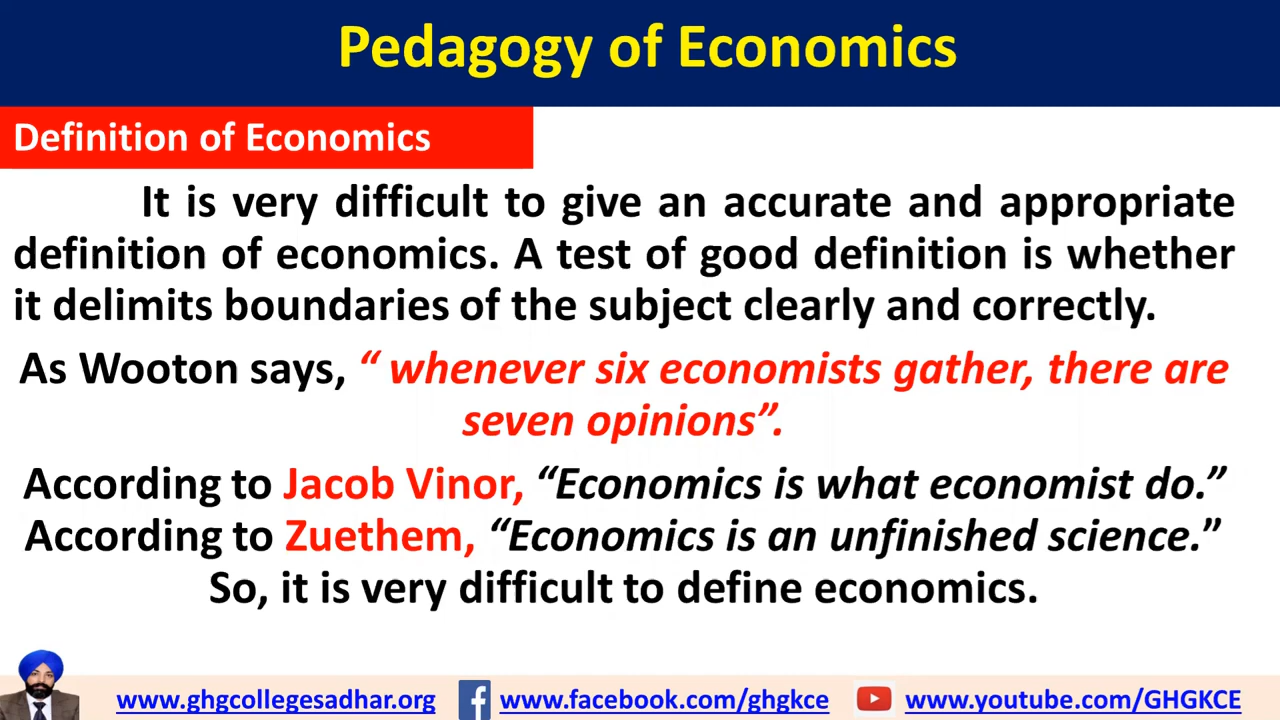 Pedagogy of Economics
Definition of Economics
It is very difficult to give an accurate and appropriate
definition of economics. A test of good definition is whether
it delimits boundaries of the subject clearly and correctly.
As Wooton says, “ whenever six economists gather, there are
seven opinions”.
According to Jacob Vinor, “Economics is what economist do.”
According to Zuethem, “Economics is an unfinished science.”
So, it is very difficult to define economics.
www.ghgcollegesadhar.org www.facebook.com/ghgkce www.youtube.com/GHGKCE